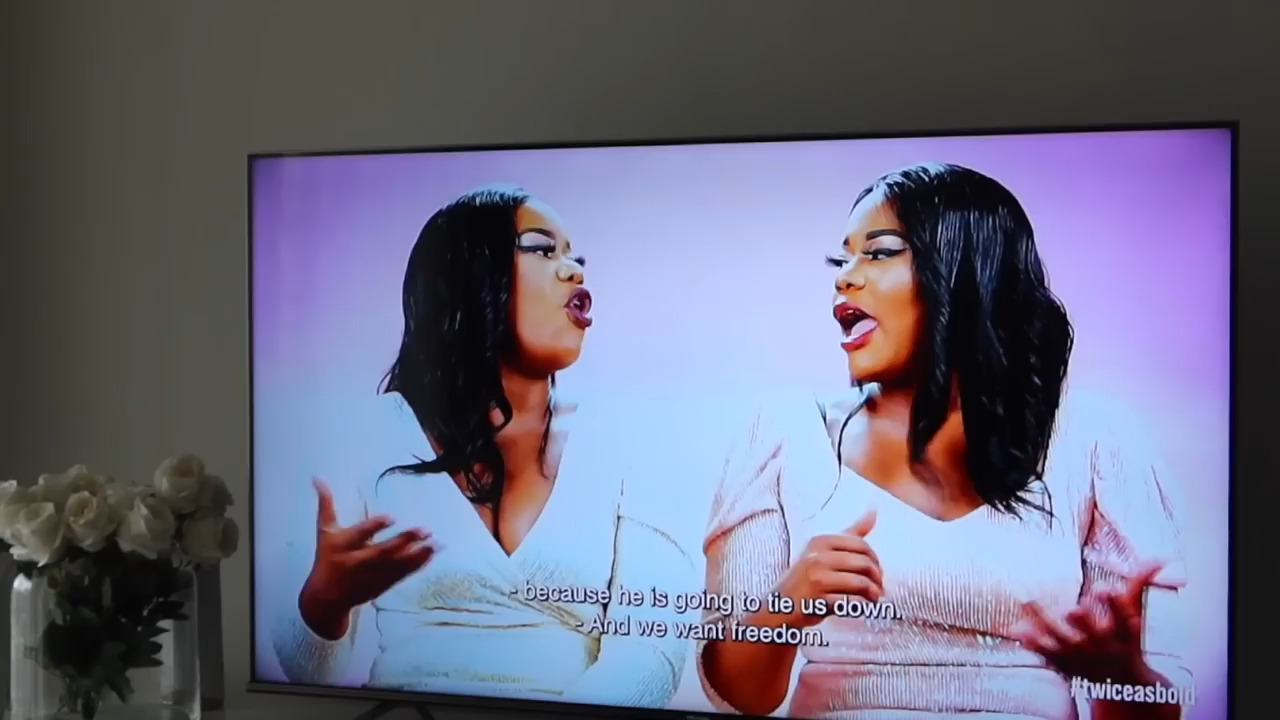 - because he is going to tie us down.
- And we want freedom.
#twiceasbold